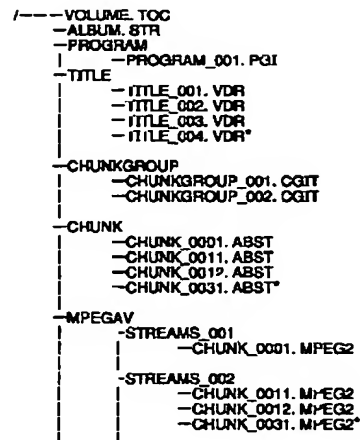 /----VOLUME. TOC
—ALBUM. STR
—PROGRAM
—PROGRAM_001. PGI
—TITLE
—TITLE_001. VDR
—TITLE_002. VDR
—TITLE_003. VDR
—TITLE_004. VDR*
—CHUNKGROUP
—CHUNKGROUP_001. CGIT
—CHUNKGROUP_002. CGIT
—CHUNK
—CHUNK_0001. ABST
—CHUNK_0011. ABST
—CHUNK_0012. ABST
—CHUNK_0031. ABST*
—MPEGAV
-STREAMS_001
—CHUNK_0001. MPEG2
-STREAMS_002
—CHUNK_0011. MPEG2
—CHUNK_0012. MPEG2
—CHUNK_0031. MPEG2*